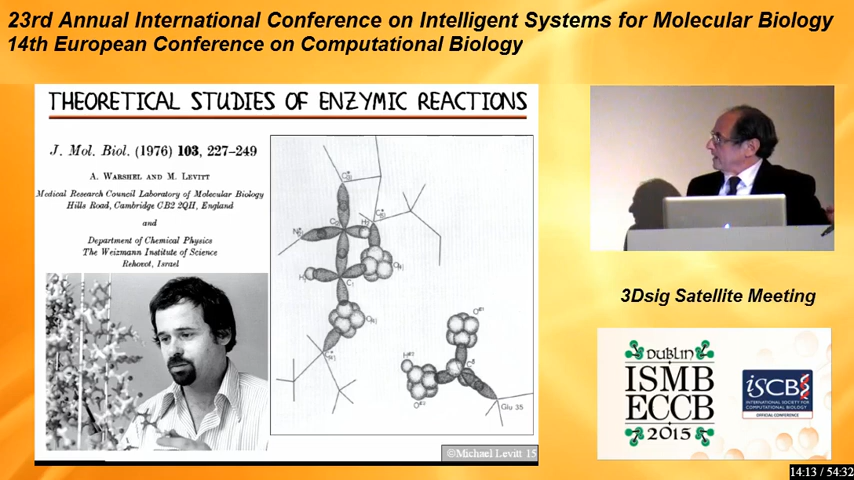 23rd Annual International Conference on Intelligent Systems for Molecular Biology
14th European Conference on Computational Biology
THEORETICAL STUDIES OF ENZYMIC REACTIONS
J. Mol. Biol. (1976) 103, 227-249
A. WARSHEL AND M. LEVITT
Medical Research Council Laboratory of Molecular Biology
Hills Road, Cambridge CB2 2QH, England
and
Department of Chemical Physics
The Weizmann Institute of Science
Rehovot, Israel
Glu 35
©Michael Levitt 15
3Dsig Satellite Meeting
DUBLIN
ISMB
ECCB
2015
iSCB
INTERNATIONAL SOCIETY FOR
COMPUTATIONAL BIOLOGY
OFFICIAL CONFERENCE
14:13 / 54:32